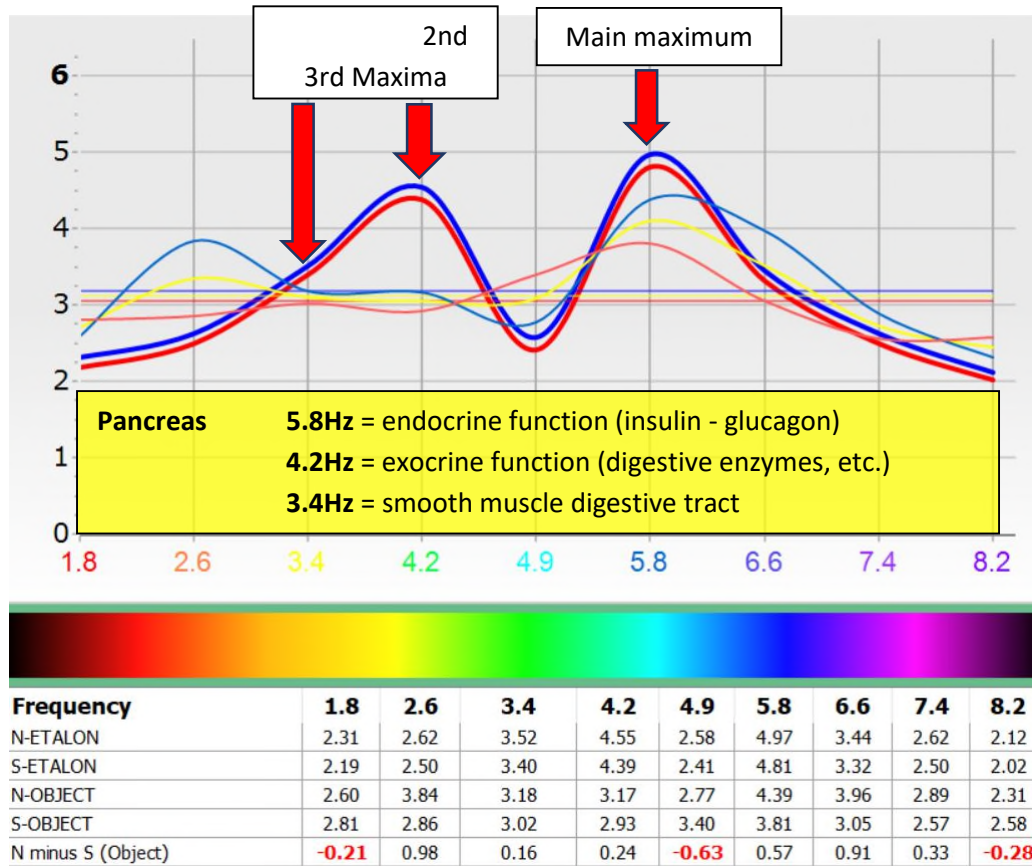 2nd
3rd Maxima
Main maximum
6
5
4
3
2
1
0
Pancreas 5.8Hz = endocrine function (insulin - glucagon)
4.2Hz = exocrine function (digestive enzymes, etc.)
3.4Hz = smooth muscle digestive tract
1.8 2.6 3.4 4.2 4.9 5.8 6.6 7.4 8.2
Frequency 1.8 2.6 3.4 4.2 4.9 5.8 6.6 7.4 8.2
N-ETALON 2.31 2.62 3.52 4.55 2.58 4.97 3.44 2.62 2.12
S-ETALON 2.19 2.50 3.40 4.39 2.41 4.81 3.32 2.50 2.02
N-OBJECT 2.60 3.84 3.18 3.17 2.77 4.39 3.96 2.89 2.31
S-OBJECT 2.81 2.86 3.02 2.93 3.40 3.81 3.05 2.57 2.58
N minus S (Object) -0.21 0.98 0.16 0.24 -0.63 0.57 0.91 0.33 -0.28